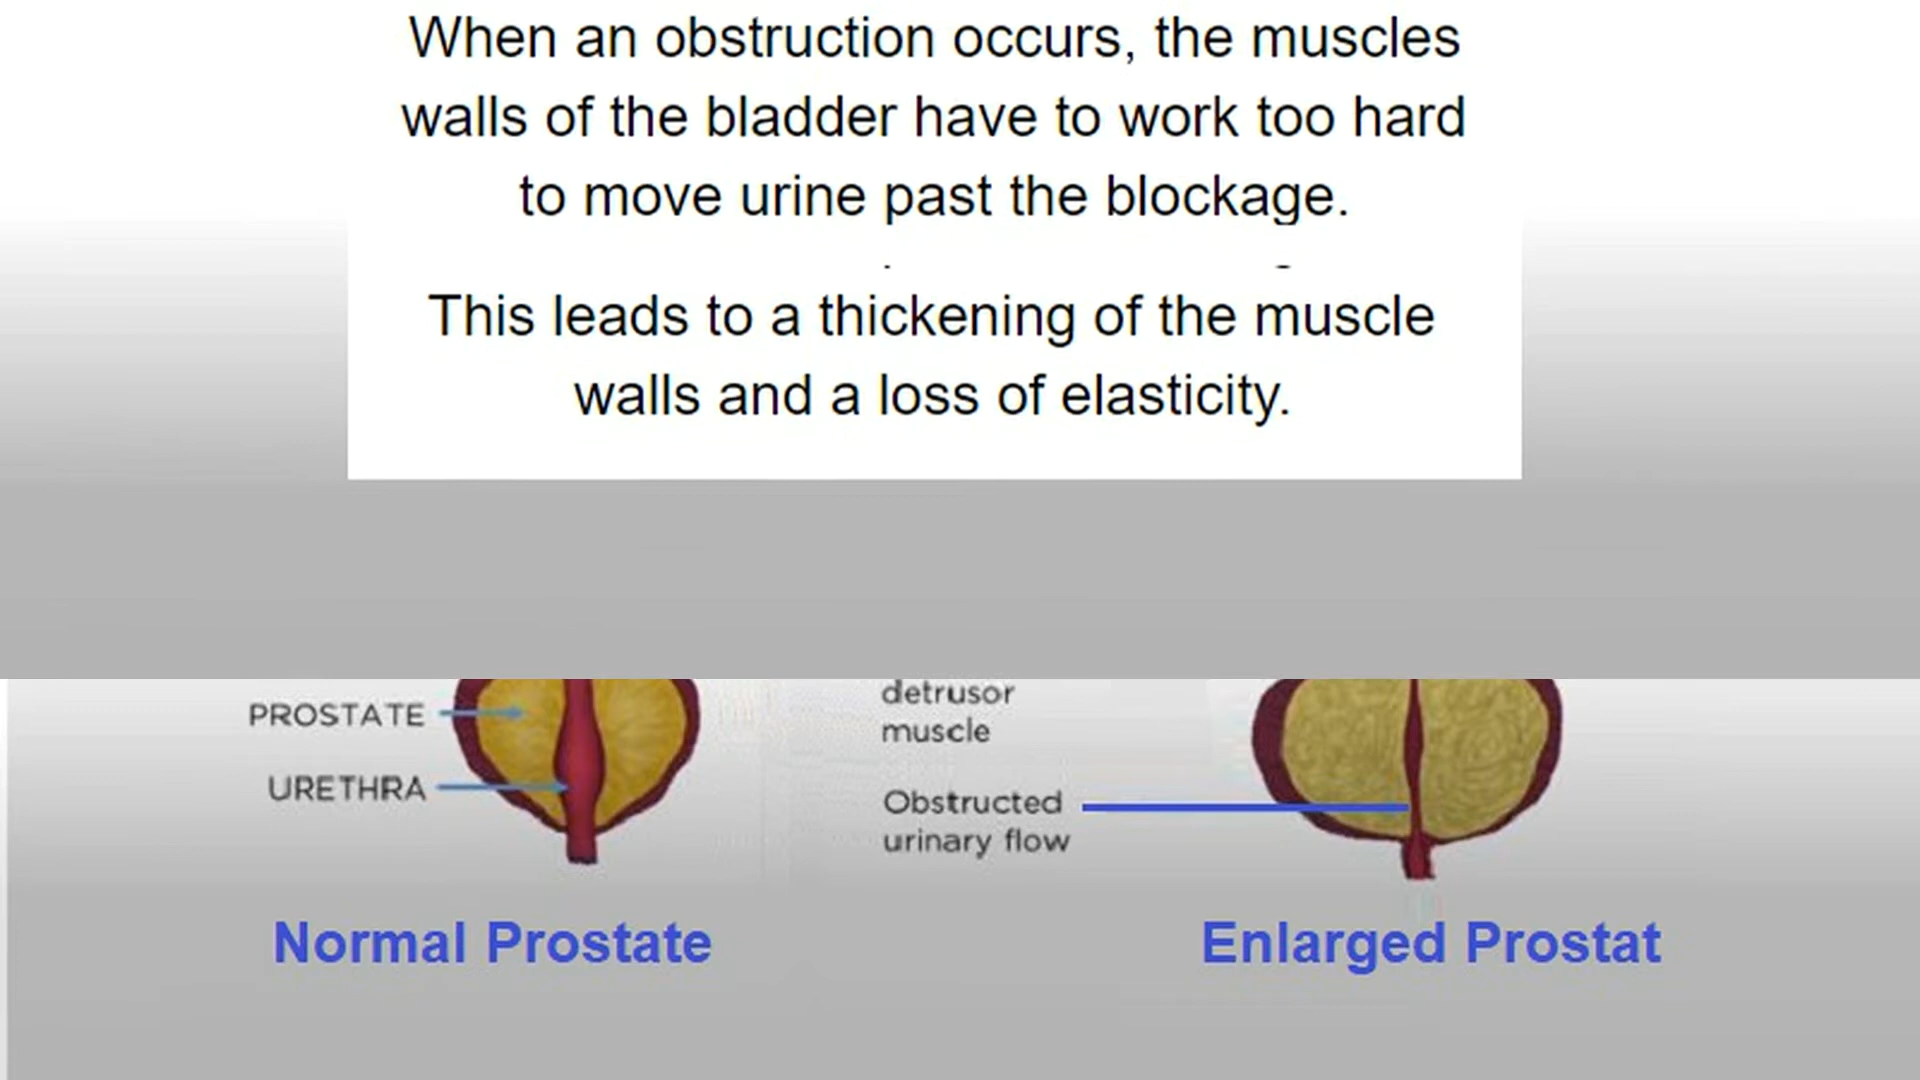 When an obstruction occurs, the muscles
walls of the bladder have to work too hard
to move urine past the blockage.
This leads to a thickening of the muscle
walls and a loss of elasticity.
PROSTATE
URETHRA
detrusor
muscle
Obstructed
urinary flow
Normal Prostate
Enlarged Prostat